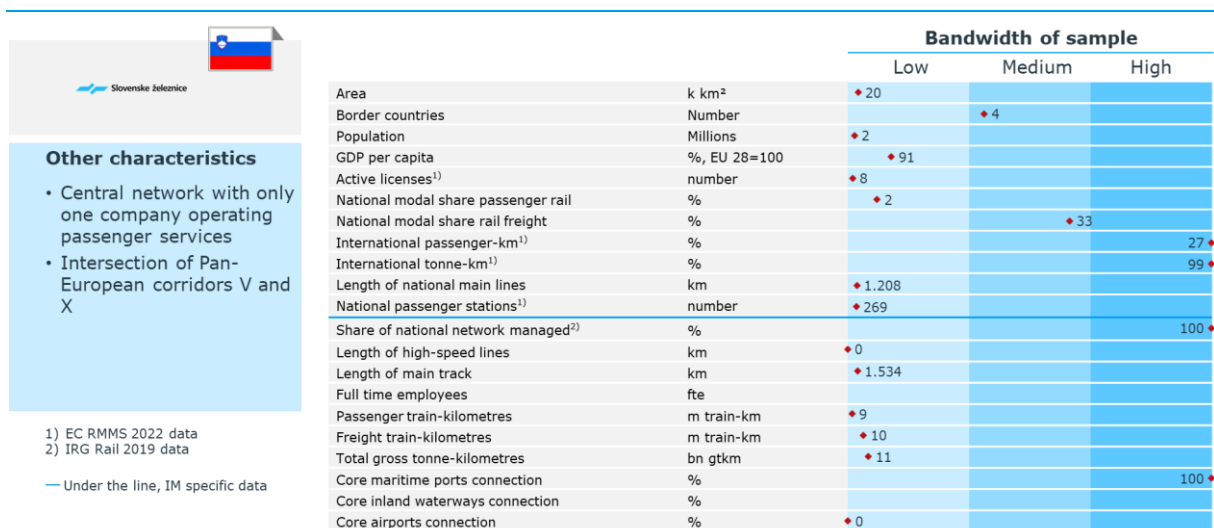 Slovenske železnice
Other characteristics
• Central network with only
one company operating
passenger services
• Intersection of Pan-
European corridors V and
X
1) EC RMMS 2022 data
2) IRG Rail 2019 data
Under the line, IM specific data
Bandwidth of sample
Low Medium High
Area k km² 20
Border countries Number 4
Population Millions 2
GDP per capita %, EU 28=100 91
Active licenses1) number 8
National modal share passenger rail % 2
National modal share rail freight % 33
International passenger-km1) % 27
International tonne-km1) % 99
Length of national main lines km 1.208
National passenger stations1) number 269
Share of national network managed2) % 100
Length of high-speed lines km 0
Length of main track km 1.534
Full time employees fte
Passenger train-kilometres m train-km 9
Freight train-kilometres m train-km 10
Total gross tonne-kilometres bn gtkm 11
Core maritime ports connection % 100
Core inland waterways connection %
Core airports connection % 0